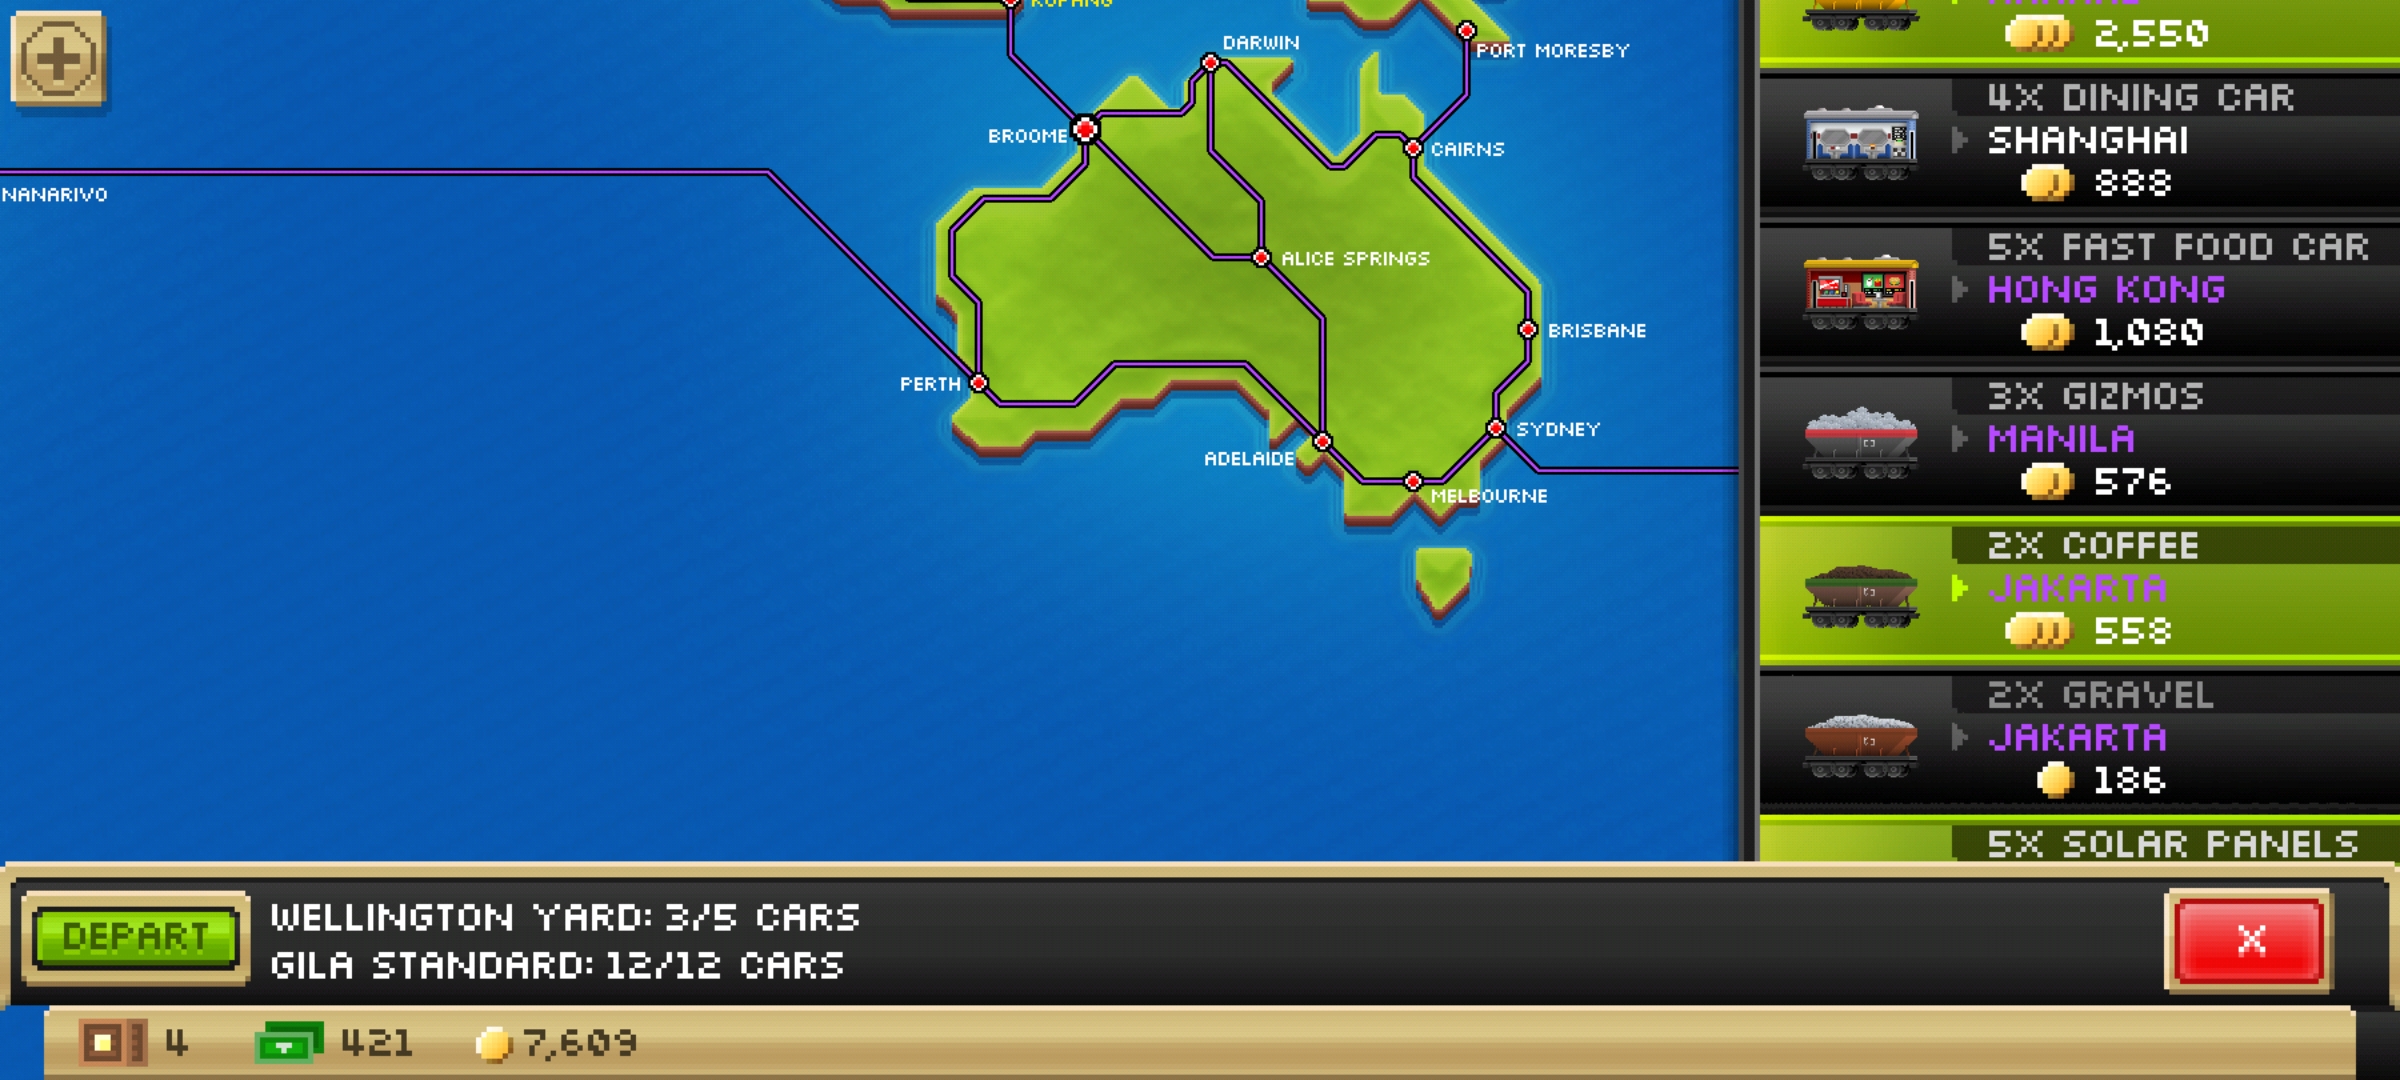 KUPANG
DARWIN
PORT MORESBY
BROOME
CAIRNS
NANARIVO
ALICE SPRINGS
BRISBANE
PERTH
SYDNEY
ADELAIDE
MELBOURNE
2,550
4X DINING CAR
SHANGHAI
888
5X FAST FOOD CAR
HONG KONG
1,080
3X GIZMOS
MANILA
576
2X COFFEE
JAKARTA
558
2X GRAVEL
JAKARTA
186
5X SOLAR PANELS
DEPART
WELLINGTON YARD: 3/5 CARS
GILA STANDARD: 12/12 CARS
X
4
421
7,609